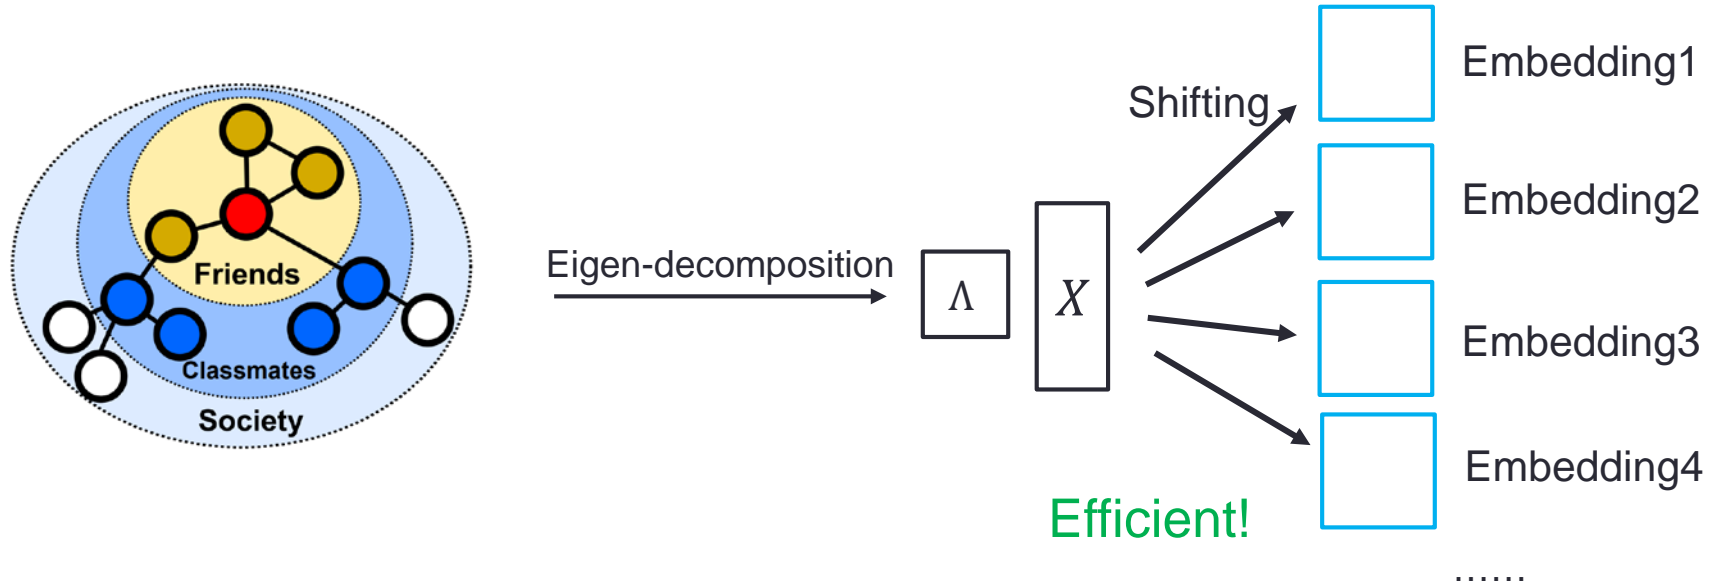 Friends
Classmates
Society
Eigen-decomposition
Λ
X
Shifting
Embedding1
Embedding2
Embedding3
Embedding4
Efficient!
......